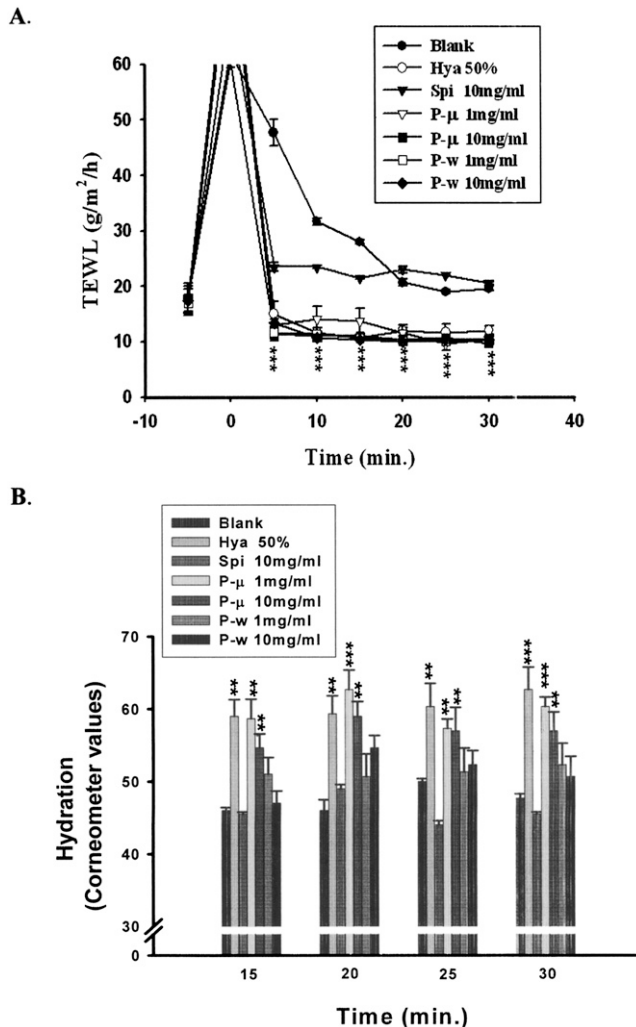 A.
Blank
Hya 50%
Spi 10mg/ml
P-μ 1mg/ml
P-μ 10mg/ml
P-w 1mg/ml
P-w 10mg/ml
TEWL (g/m²/h)
60
50
40
30
20
10
0
*** *** *** *** *** ***
-10 0 10 20 30 40
Time (min.)
B.
Blank
Hya 50%
Spi 10mg/ml
P-μ 1mg/ml
P-μ 10mg/ml
P-w 1mg/ml
P-w 10mg/ml
Hydration
(Corneometer values)
70
60
50
40
30
0
** ** ** ** *** ** ** ** ** *** *** **
15 20 25 30
Time (min.)